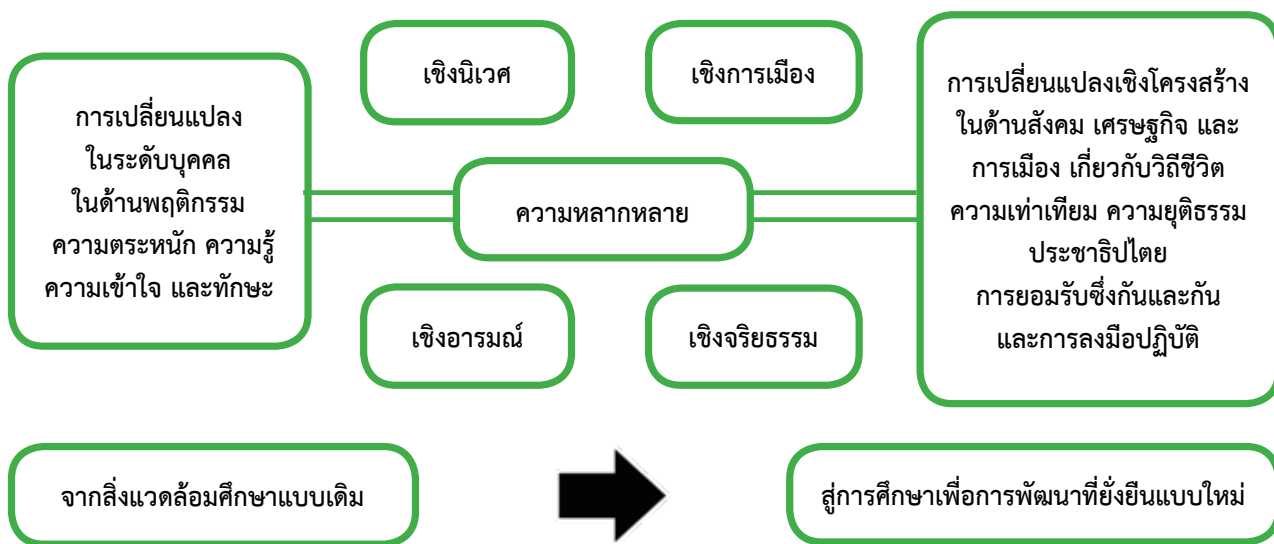 การเปลี่ยนแปลง
ในระดับบุคคล
ในด้านพฤติกรรม
ความตระหนัก ความรู้
ความเข้าใจ และทักษะ
เชิงนิเวศ
เชิงการเมือง
ความหลากหลาย
เชิงอารมณ์
เชิงจริยธรรม
การเปลี่ยนแปลงเชิงโครงสร้าง
ในด้านสังคม เศรษฐกิจ และ
การเมือง เกี่ยวกับวิถีชีวิต
ความเท่าเทียม ความยุติธรรม
ประชาธิปไตย
การยอมรับซึ่งกันและกัน
และการลงมือปฏิบัติ
จากสิ่งแวดล้อมศึกษาแบบเดิม
สู่การศึกษาเพื่อการพัฒนาที่ยั่งยืนแบบใหม่